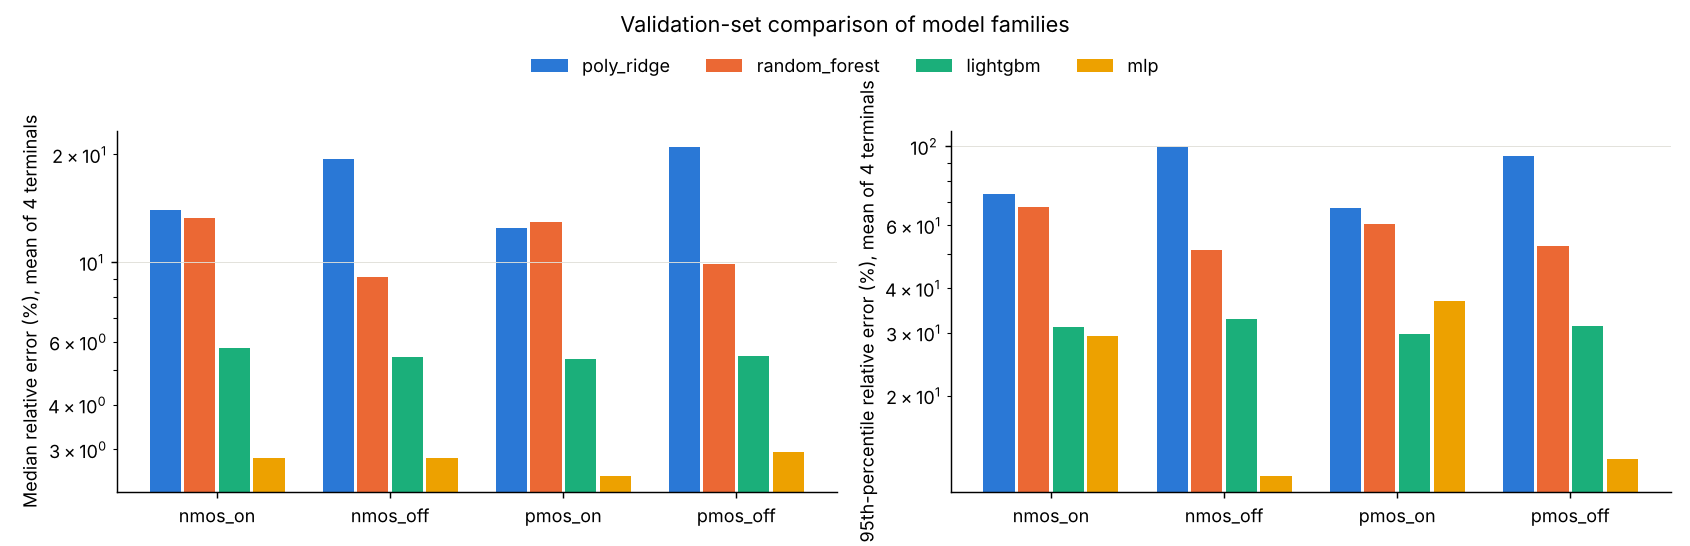 Validation-set comparison of model families
poly_ridge
random_forest
lightgbm
mlp
Median relative error (%), mean of 4 terminals
2 × 10¹
10¹
6 × 10⁰
4 × 10⁰
3 × 10⁰
nmos_on
nmos_off
pmos_on
pmos_off
95th-percentile relative error (%), mean of 4 terminals
10²
6 × 10¹
4 × 10¹
3 × 10¹
2 × 10¹
nmos_on
nmos_off
pmos_on
pmos_off